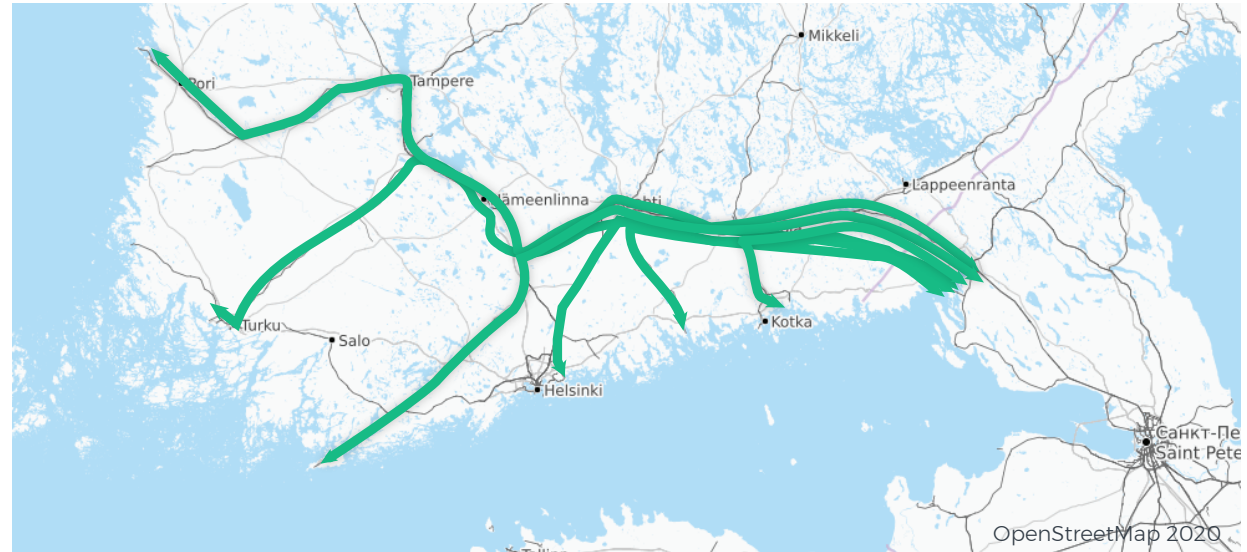 Mikkeli
Pori
Tampere
Lappeenranta
Hämeenlinna
Turku
Salo
Kotka
Helsinki
Санкт-Пе
Saint Pete
OpenStreetMap 2020